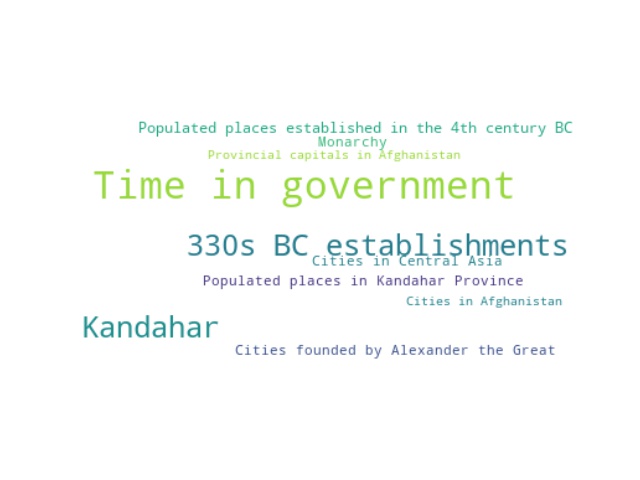 Populated places established in the 4th century BC
Monarchy
Provincial capitals in Afghanistan
Time in government
330s BC establishments
Cities in Central Asia
Populated places in Kandahar Province
Cities in Afghanistan
Kandahar
Cities founded by Alexander the Great